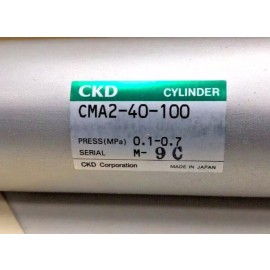 CKD CYLINDER
CMA2-40-100
PRESS(MPa) 0.1-0.7
SERIAL M- 9C
CKD Corporation MADE IN JAPAN